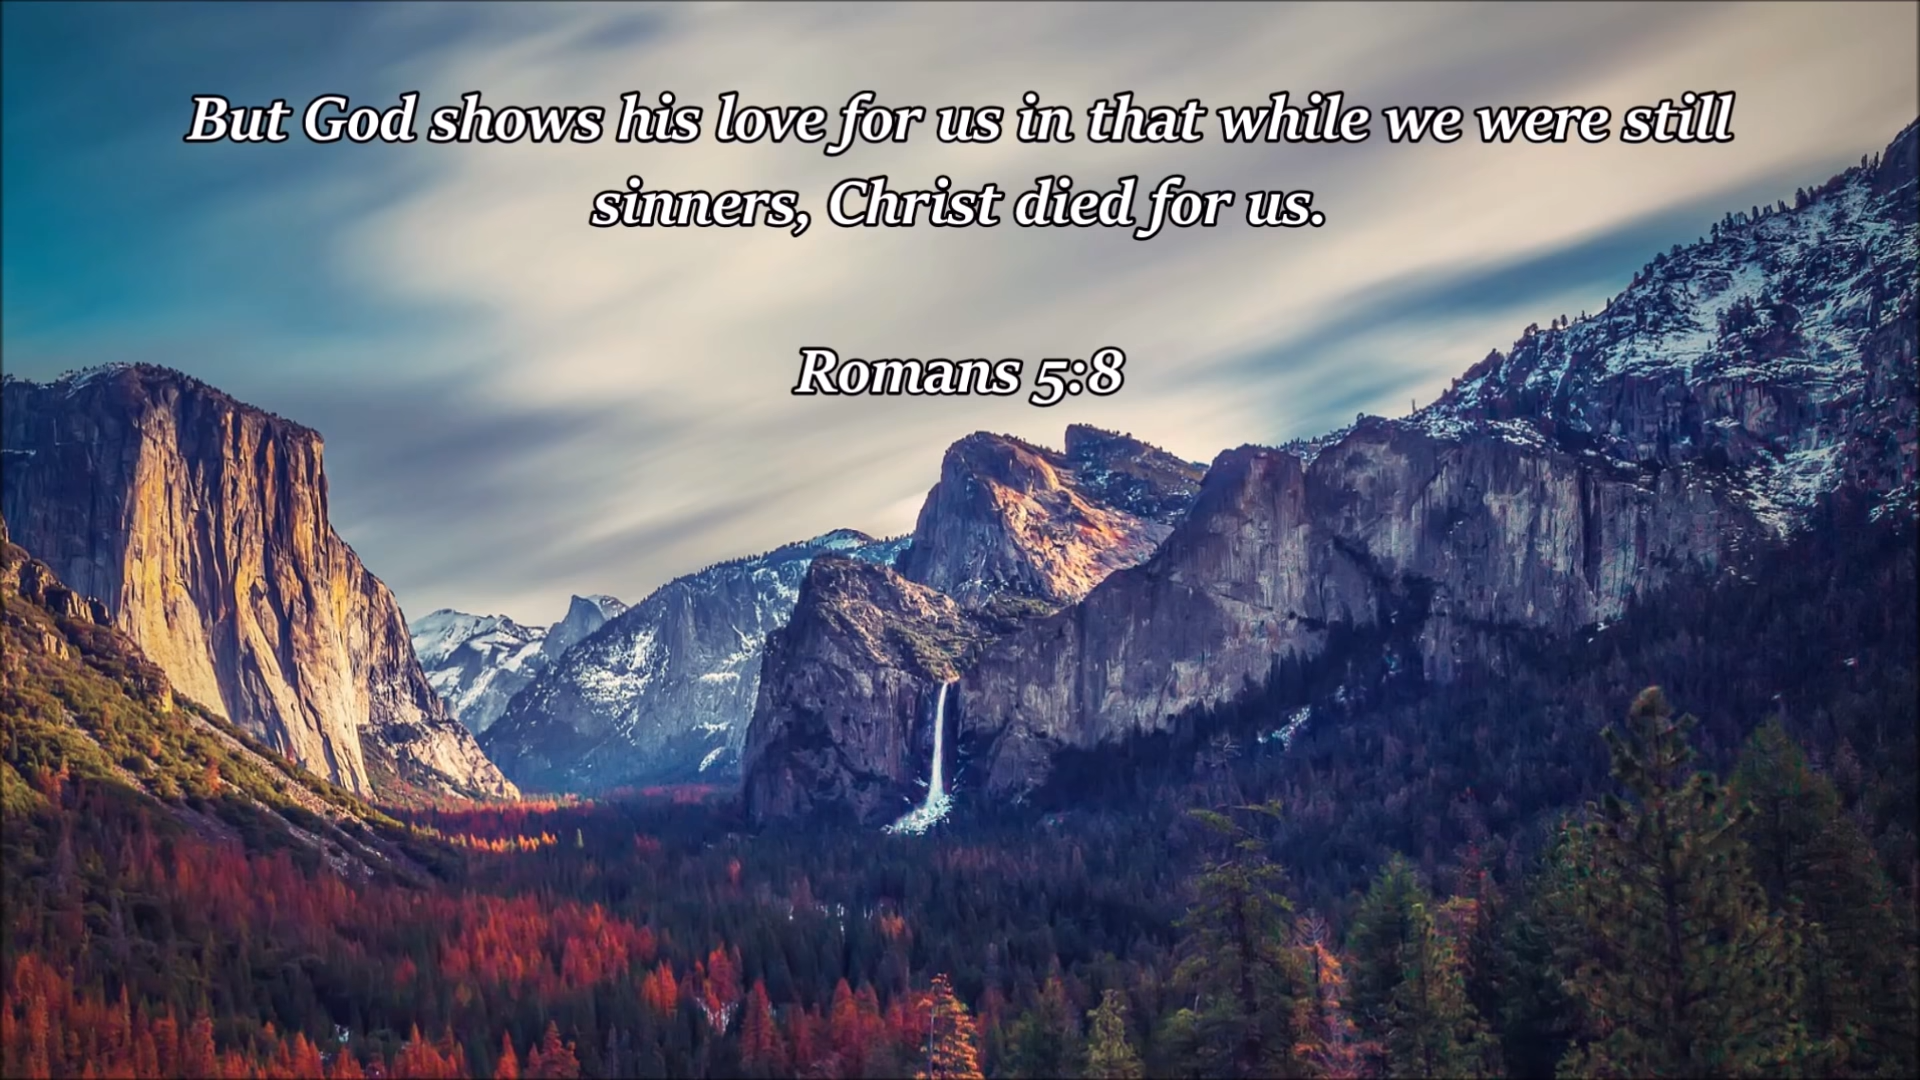 But God shows his love for us in that while we were still
sinners, Christ died for us.
Romans 5:8